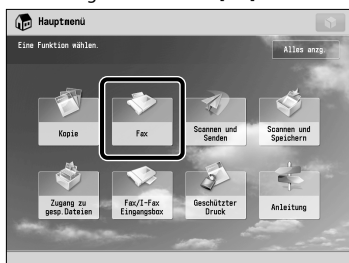 Hauptmenü
Eine Funktion wählen.
Alles anzg.
Kopie
Fax
Scannen und
Senden
Scannen und
Speichern
Zugang zu
gesp.Dateien
Fax/I-Fax
Eingangsbox
Geschützter
Druck
Anleitung